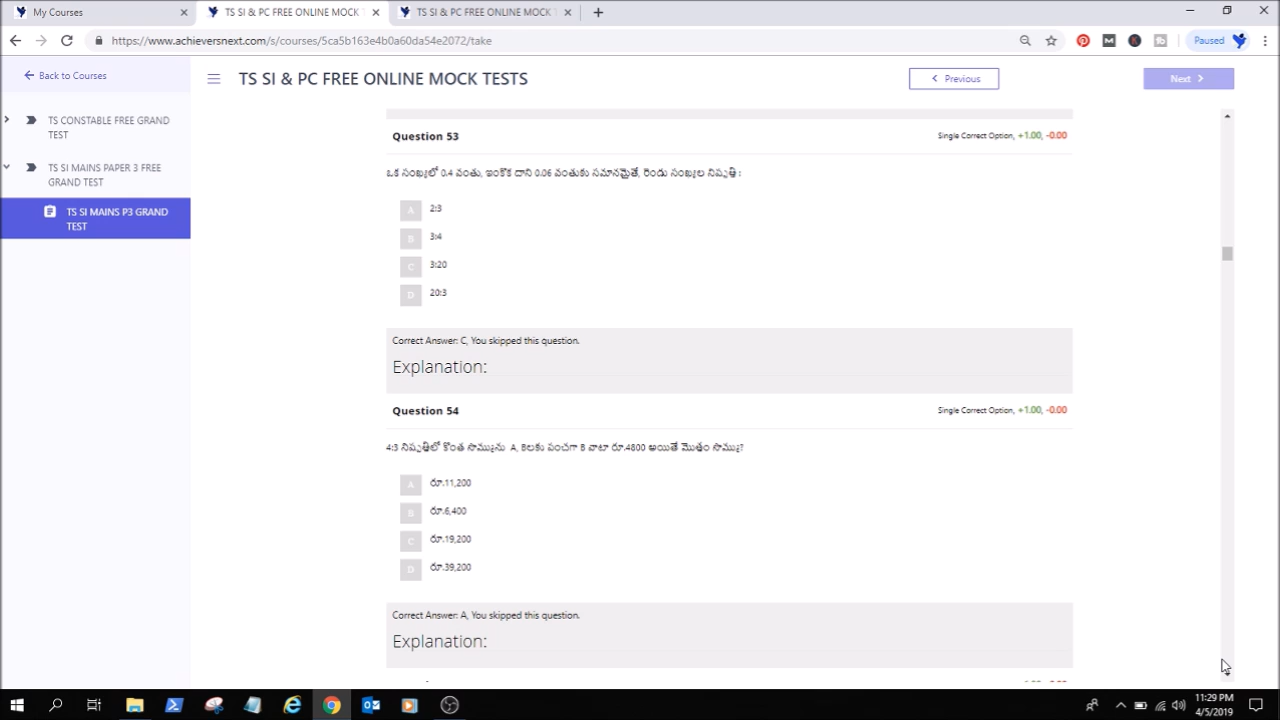 My Courses
TS SI & PC FREE ONLINE MOCK T
TS SI & PC FREE ONLINE MOCK T
https://www.achieversnext.com/s/courses/5ca5b163e4b0a60da54e2072/take
Paused
Back to Courses
TS SI & PC FREE ONLINE MOCK TESTS
Previous
Next
TS CONSTABLE FREE GRAND
TEST
TS SI MAINS PAPER 3 FREE
GRAND TEST
TS SI MAINS P3 GRAND
TEST
Question 53
Single Correct Option, +1.00, -0.00
ఒక సంఖ్యలో 0.4 వంతు, ఇంకొక దాని 0.06 వంతుకు సమానమైతే, రెండు సంఖ్యల నిష్పత్తి :
A 2:3
B 3:4
C 3:20
D 20:3
Correct Answer: C, You skipped this question.
Explanation:
Question 54
Single Correct Option, +1.00, -0.00
4:3 నిష్పత్తిలో కొంత సొమ్మును A, Bలకు పంచగా B వాటా రూ.4800 అయితే మొత్తం సొమ్ము?
A రూ.11,200
B రూ.6,400
C రూ.19,200
D రూ.39,200
Correct Answer: A, You skipped this question.
Explanation:
11:29 PM
4/5/2019